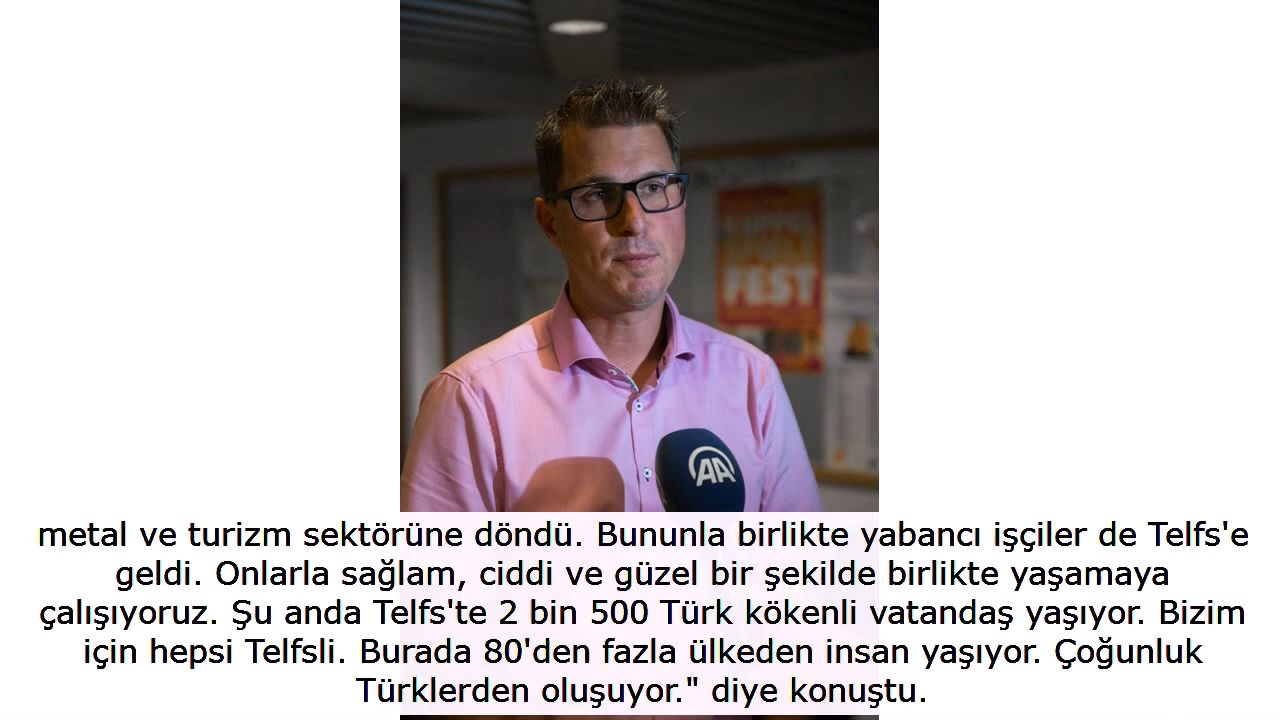 FEST
AA
metal ve turizm sektörüne döndü. Bununla birlikte yabancı işçiler de Telfs'e
geldi. Onlarla sağlam, ciddi ve güzel bir şekilde birlikte yaşamaya
çalışıyoruz. Şu anda Telfs'te 2 bin 500 Türk kökenli vatandaş yaşıyor. Bizim
için hepsi Telfsli. Burada 80'den fazla ülkeden insan yaşıyor. Çoğunluk
Türklerden oluşuyor." diye konuştu.